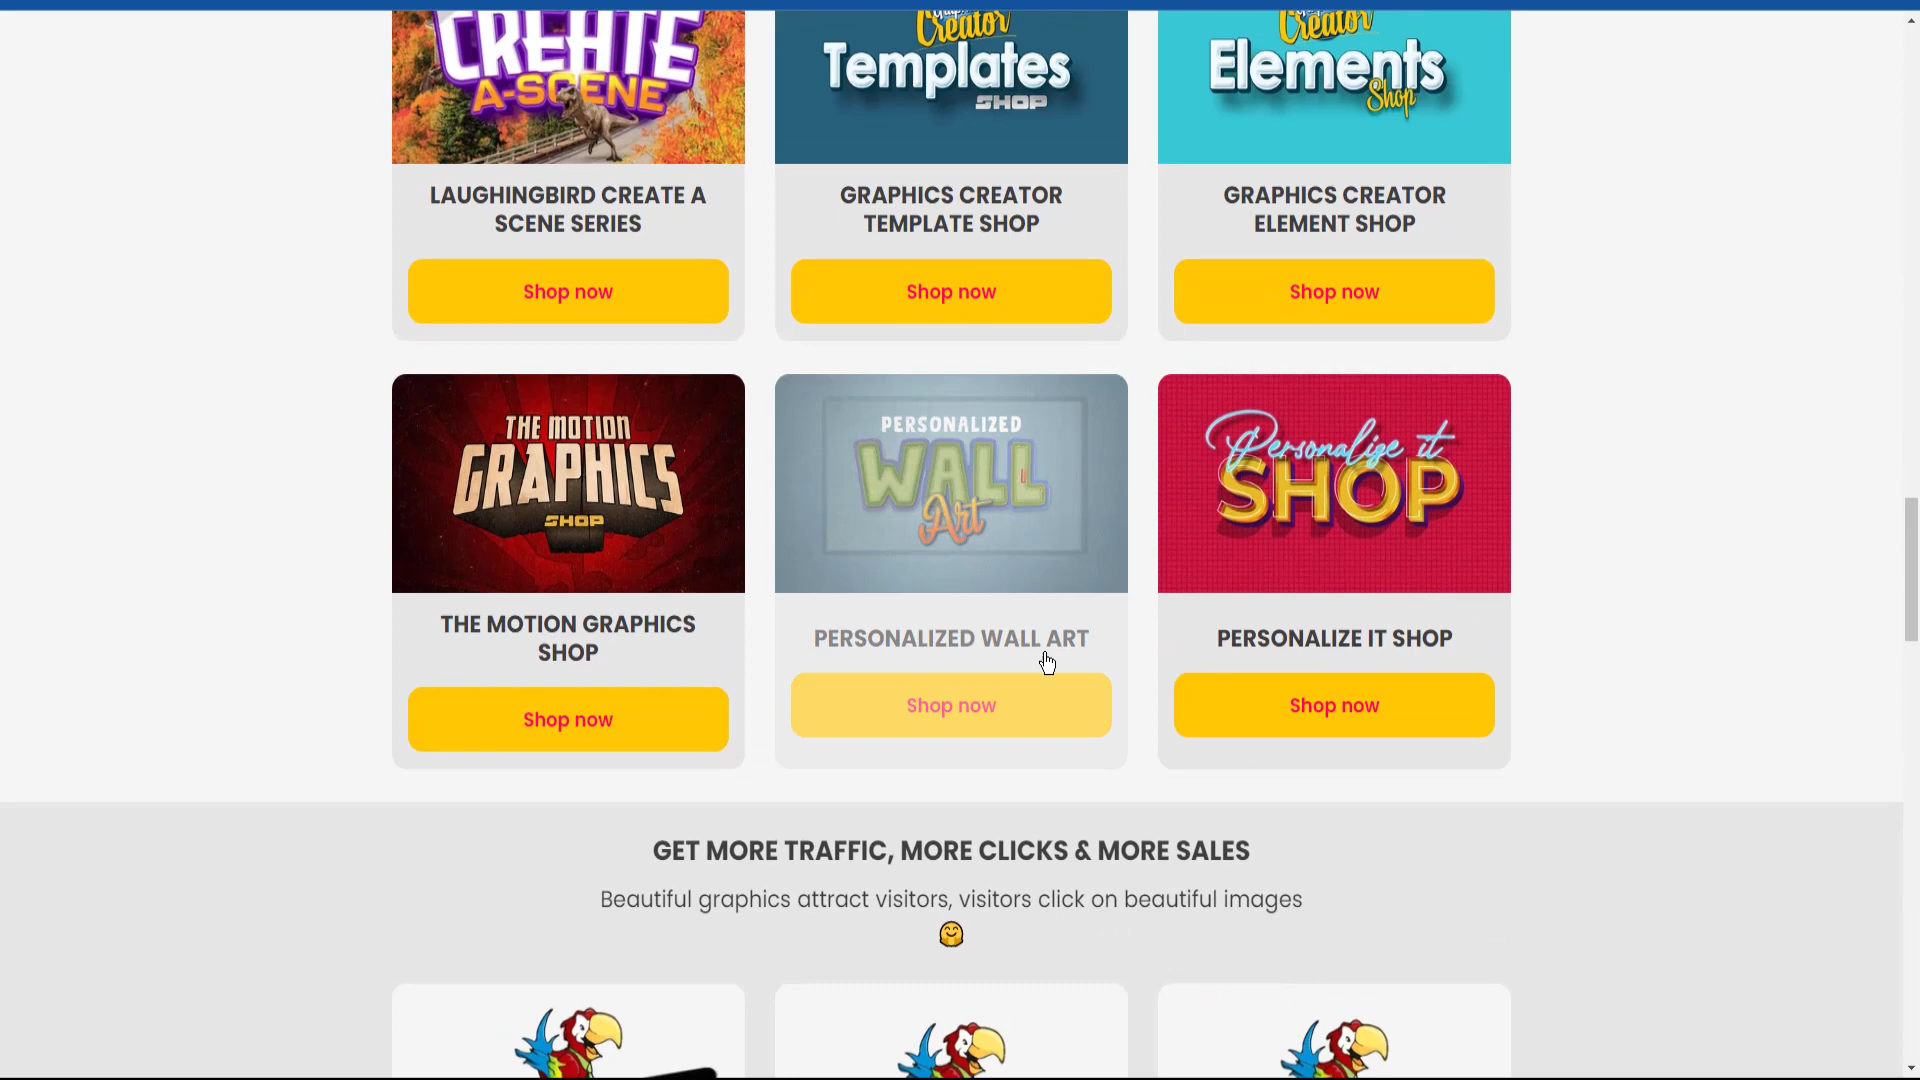 CREATE
A-SCENE
Creator
Templates
SHOP
Creator
Elements
Shop
LAUGHINGBIRD CREATE A
SCENE SERIES
GRAPHICS CREATOR
TEMPLATE SHOP
GRAPHICS CREATOR
ELEMENT SHOP
Shop now
Shop now
Shop now
THE MOTION
GRAPHICS
SHOP
PERSONALIZED
WALL
Art
Personalize it
SHOP
THE MOTION GRAPHICS
SHOP
PERSONALIZED WALL ART
PERSONALIZE IT SHOP
Shop now
Shop now
Shop now
GET MORE TRAFFIC, MORE CLICKS & MORE SALES
Beautiful graphics attract visitors, visitors click on beautiful images
🤗